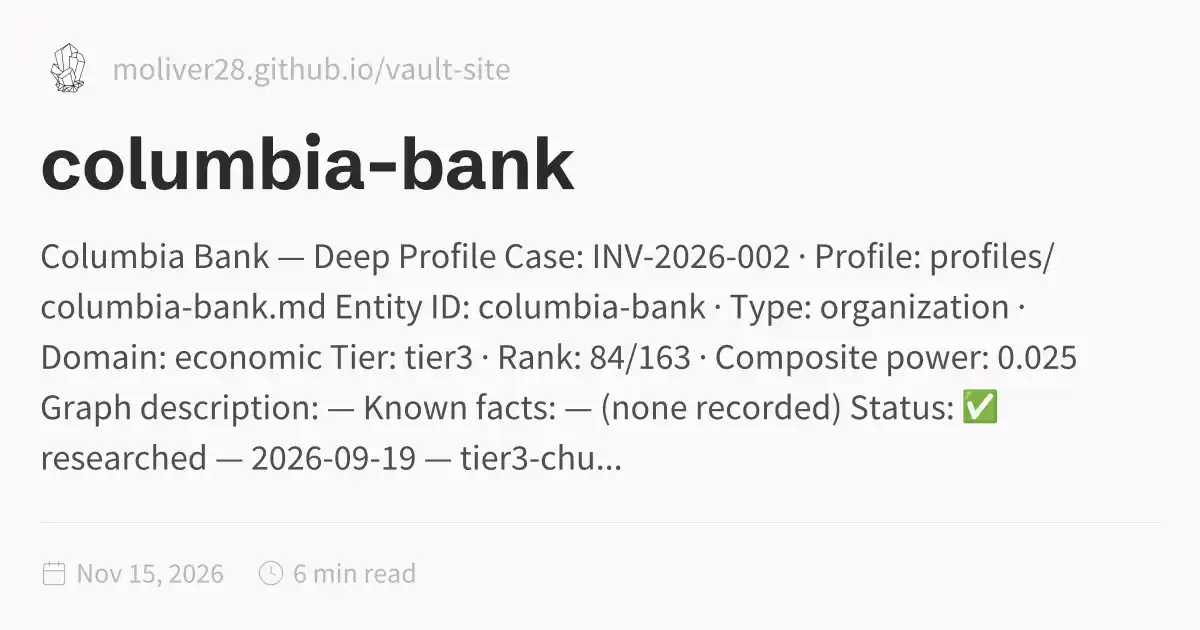 moliver28.github.io/vault-site
columbia-bank
Columbia Bank — Deep Profile Case: INV-2026-002 · Profile: profiles/
columbia-bank.md Entity ID: columbia-bank · Type: organization ·
Domain: economic Tier: tier3 · Rank: 84/163 · Composite power: 0.025
Graph description: — Known facts: — (none recorded) Status: ✅
researched — 2026-09-19 — tier3-chu...
Nov 15, 2026 6 min read